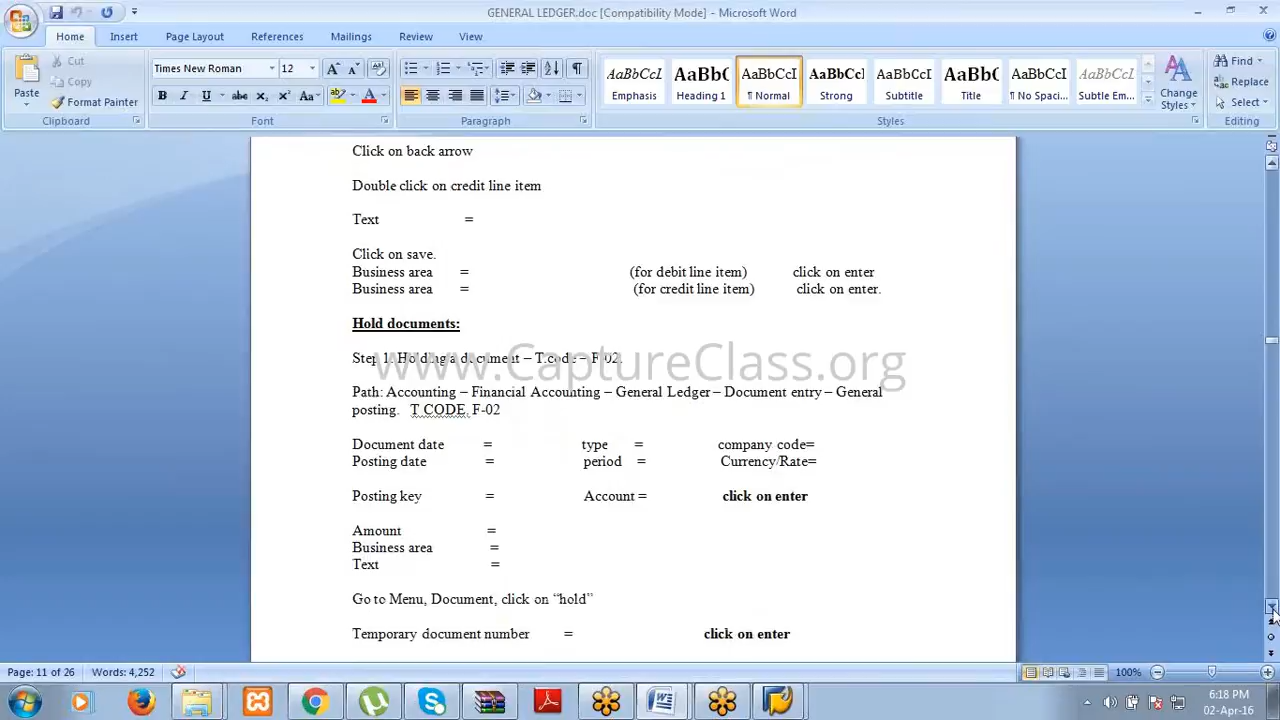 GENERAL LEDGER.doc [Compatibility Mode] - Microsoft Word
Home Insert Page Layout References Mailings Review View
Paste Cut Copy Format Painter
Times New Roman 12
AaBbCcI AaBbC AaBbCcI AaBbCcI AaBbCcI AaBbC AaBbCcI AaBbCcI
Emphasis Heading 1 ¶ Normal Strong Subtitle Title ¶ No Spaci... Subtle Em...
Change Styles
Find Replace Select
Clipboard Font Paragraph Styles Editing
Click on back arrow
Double click on credit line item
Text =
Click on save.
Business area = (for debit line item) click on enter
Business area = (for credit line item) click on enter.
Hold documents:
Step 1: Holding a document – T.code – F-02.
www.CaptureClass.org
Path: Accounting – Financial Accounting – General Ledger – Document entry – General
posting. T CODE F-02
Document date = type = company code=
Posting date = period = Currency/Rate=
Posting key = Account = click on enter
Amount =
Business area =
Text =
Go to Menu, Document, click on “hold”
Temporary document number = click on enter
Page: 11 of 26 Words: 4,252 100%
6:18 PM
02-Apr-16